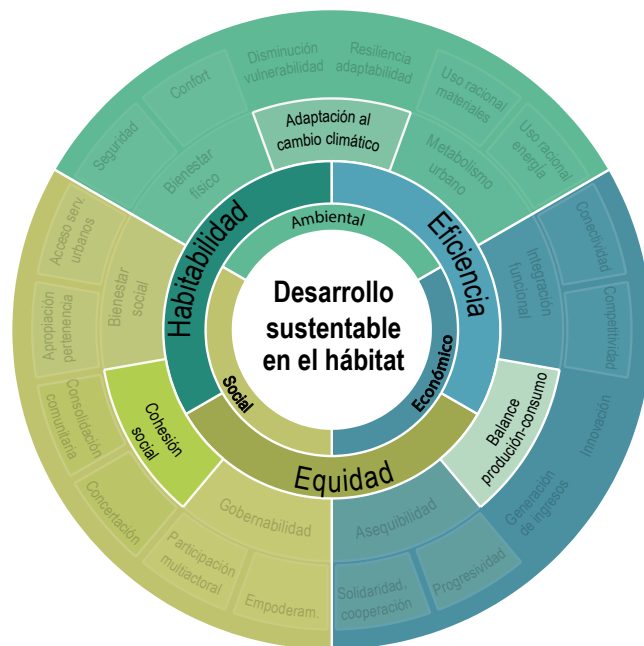 Desarrollo
sustentable
en el hábitat
Ambiental
Económico
Social
Habitabilidad
Eficiencia
Equidad
Adaptación al
cambio climático
Metabolismo
urbano
Integración
funcional
Balance
produción-consumo
Asequibilidad
Gobernabilidad
Cohesión
social
Bienestar
social
Bienestar
físico
Seguridad
Confort
Disminución
vulnerabilidad
Resiliencia
adaptabilidad
Uso racional
materiales
Uso racional
energía
Conectividad
Competitividad
Innovación
Generación
de ingresos
Progresividad
Solidaridad,
cooperación
Empoderam.
Participación
multiactoral
Concertación
Consolidación
comunitaria
Apropiación
pertenencia
Acceso serv.
urbanos